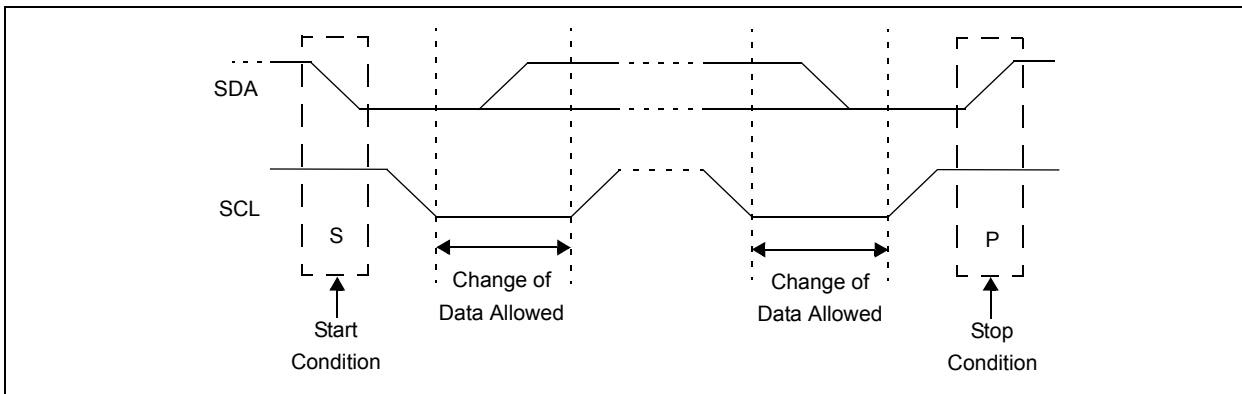 SDA
SCL
S
P
Change of
Data Allowed
Change of
Data Allowed
Start
Condition
Stop
Condition